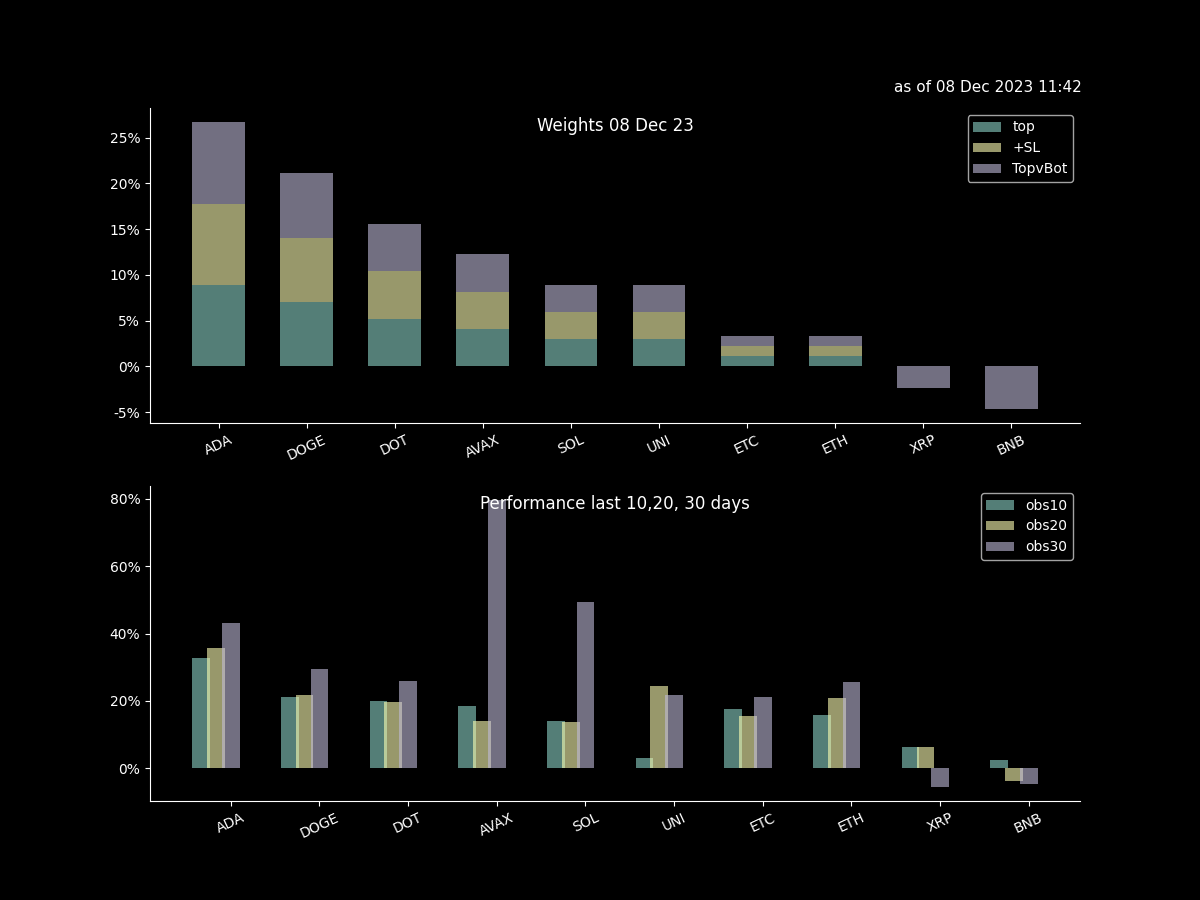 as of 08 Dec 2023 11:42
Weights 08 Dec 23
top
+SL
TopvBot
25%
20%
15%
10%
5%
0%
-5%
ADA DOGE DOT AVAX SOL UNI ETC ETH XRP BNB
Performance last 10,20, 30 days
obs10
obs20
obs30
80%
60%
40%
20%
0%
ADA DOGE DOT AVAX SOL UNI ETC ETH XRP BNB